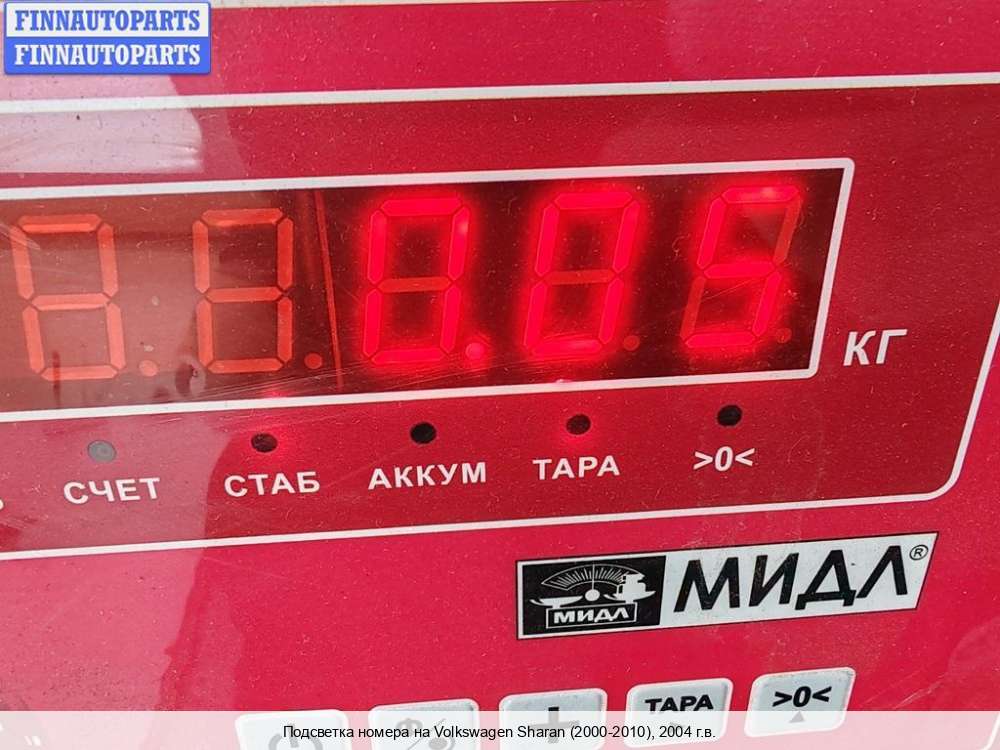 FINNAUTOPARTS
FINNAUTOPARTS
0.05
КГ
СЧЕТ СТАБ АККУМ ТАРА >0<
МИДЛ МИДЛ®
ТАРА >0<
Подсветка номера на Volkswagen Sharan (2000-2010), 2004 г.в.